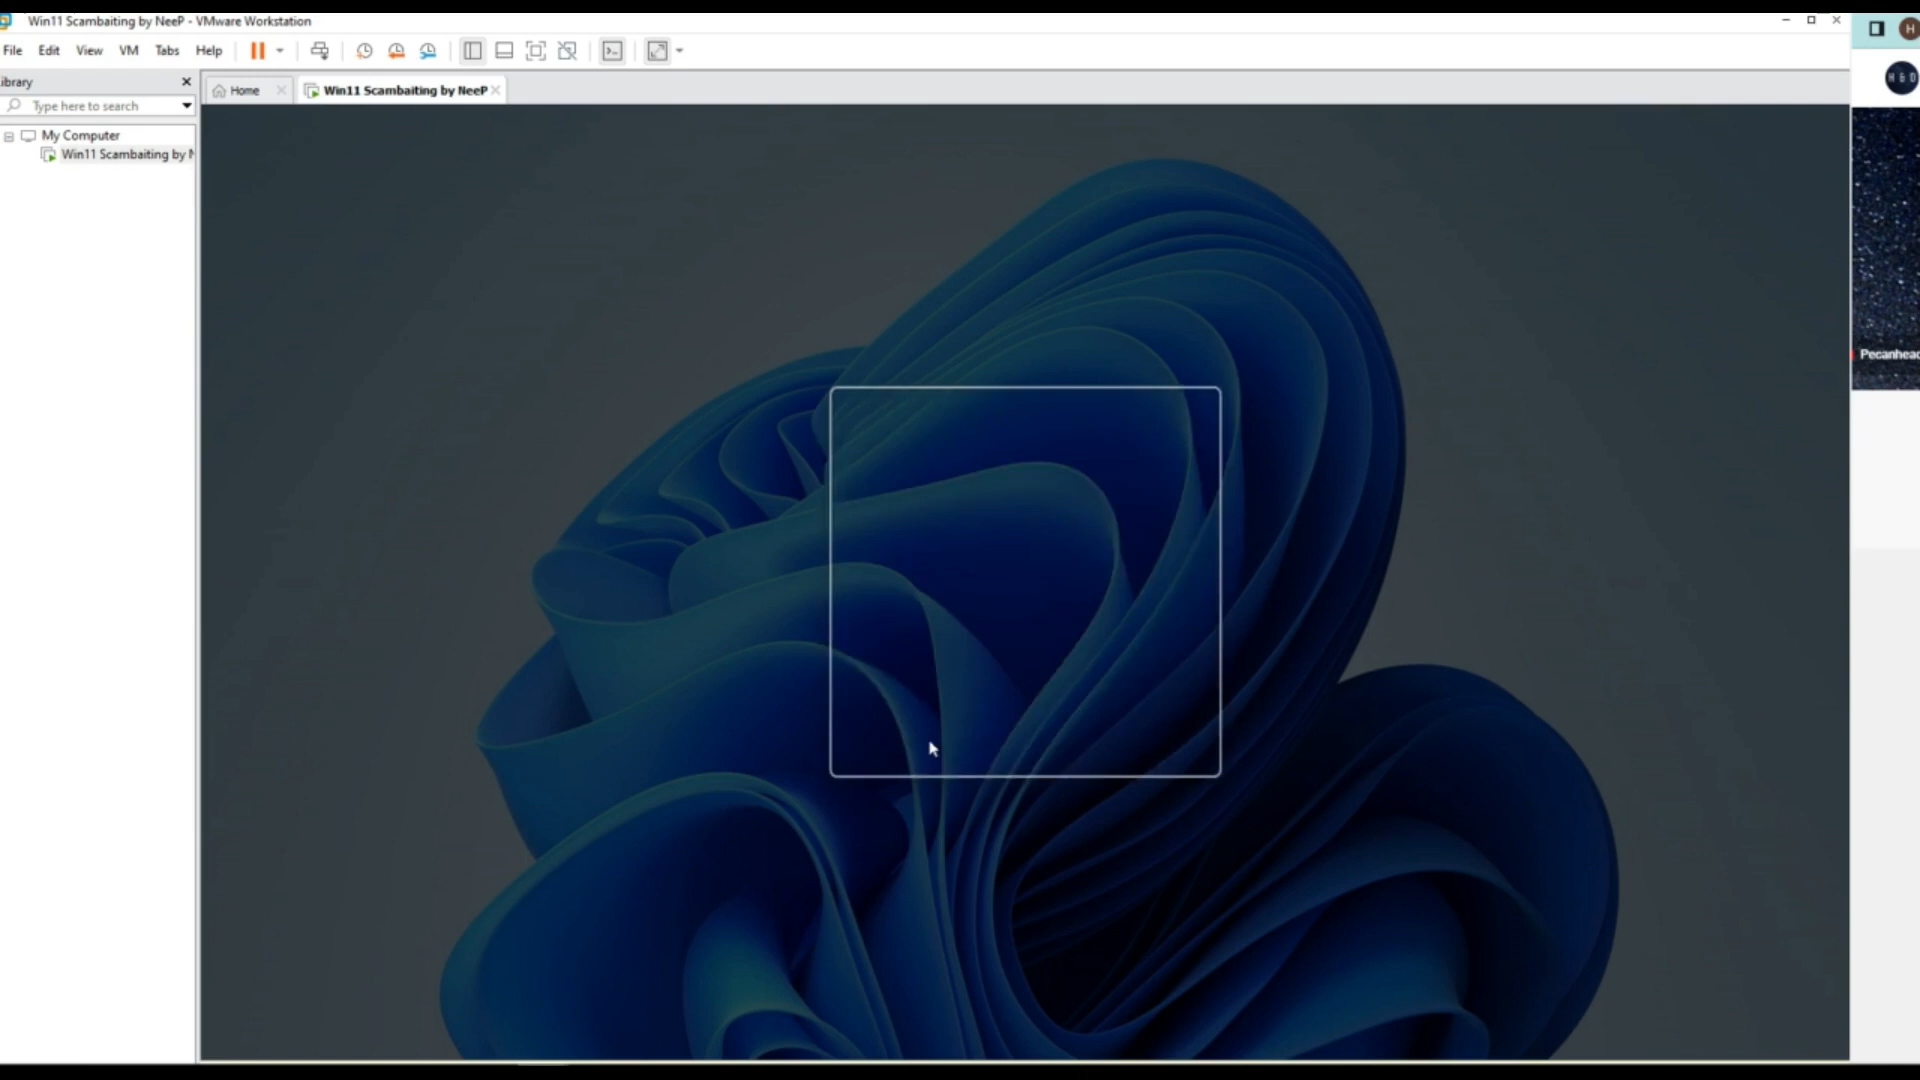 Win11 Scambaiting by NeeP - VMware Workstation
File Edit View VM Tabs Help
ibrary
Type here to search
Home
Win11 Scambaiting by NeeP
My Computer
Win11 Scambaiting by N
H
H & D
Pecanhead